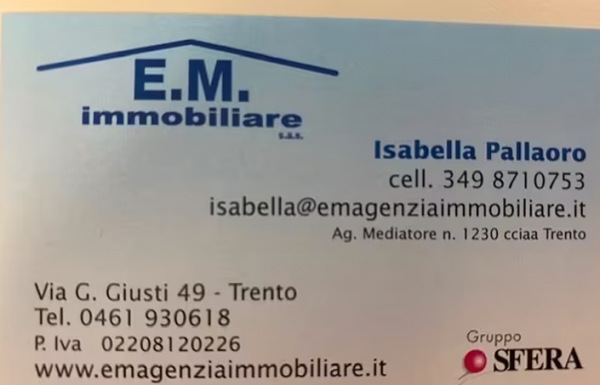 E.M.
immobiliare
s.a.s.
Isabella Pallaoro
cell. 349 8710753
isabella@emagenziaimmobiliare.it
Ag. Mediatore n. 1230 cciaa Trento
Via G. Giusti 49 - Trento
Tel. 0461 930618
P. Iva 02208120226
www.emagenziaimmobiliare.it
Gruppo
SFERA